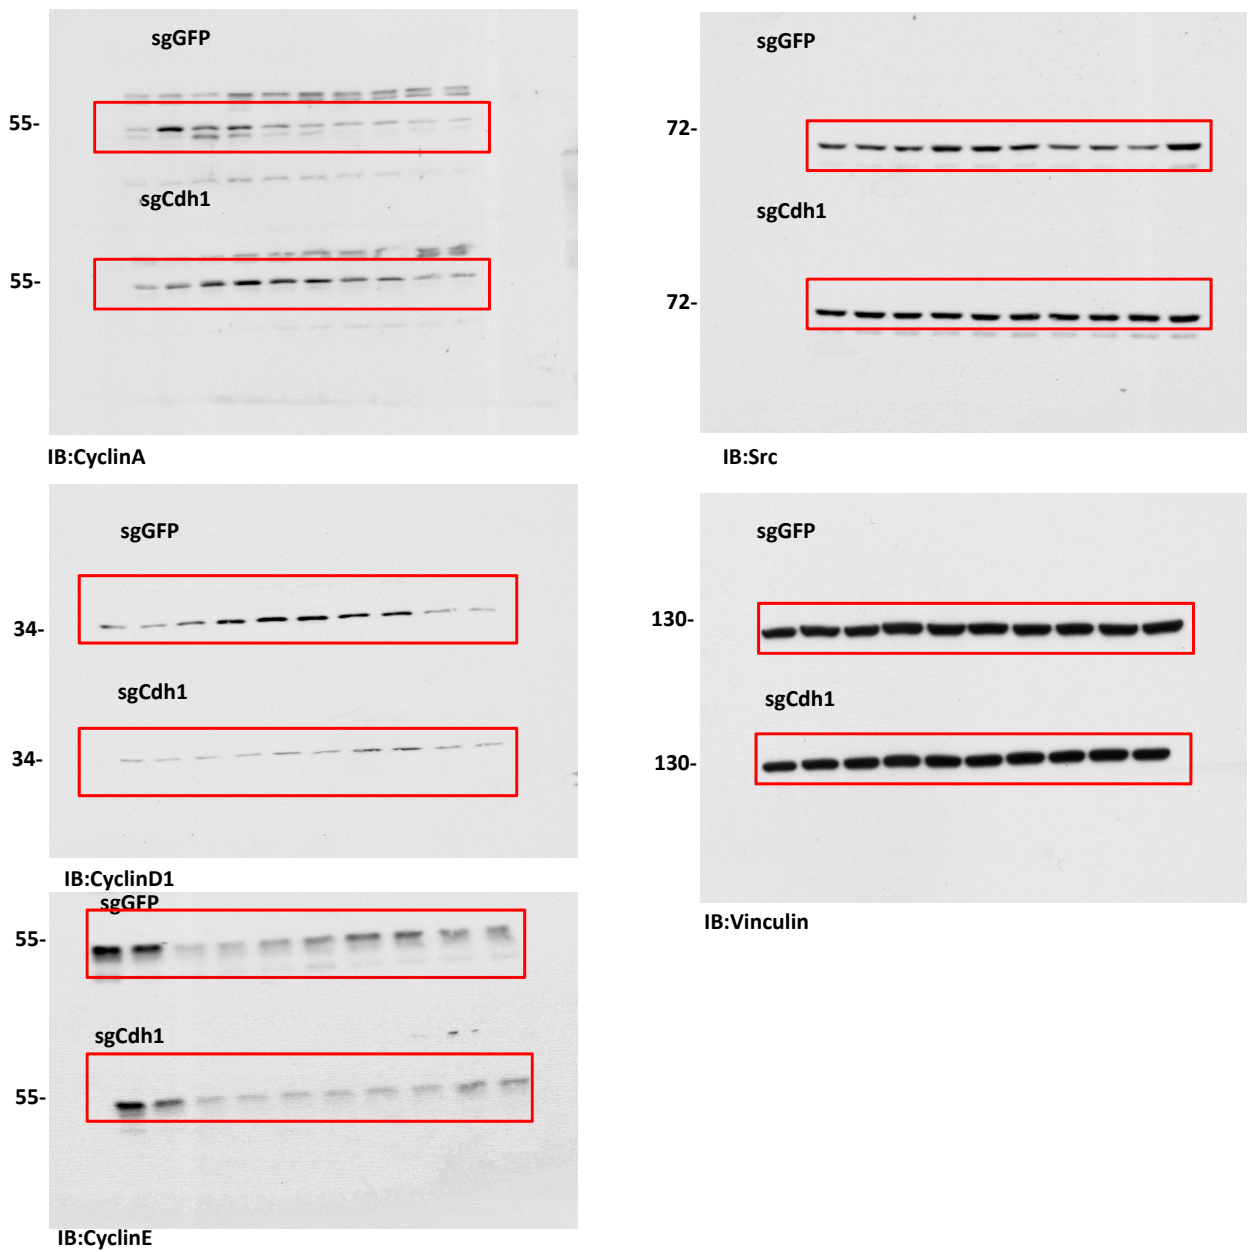 sgGFP
55-
sgCdh1
55-
IB:CyclinA
sgGFP
72-
sgCdh1
72-
IB:Src
sgGFP
34-
sgCdh1
34-
IB:CyclinD1
sgGFP
130-
sgCdh1
130-
IB:Vinculin
sgGFP
55-
sgCdh1
55-
IB:CyclinE